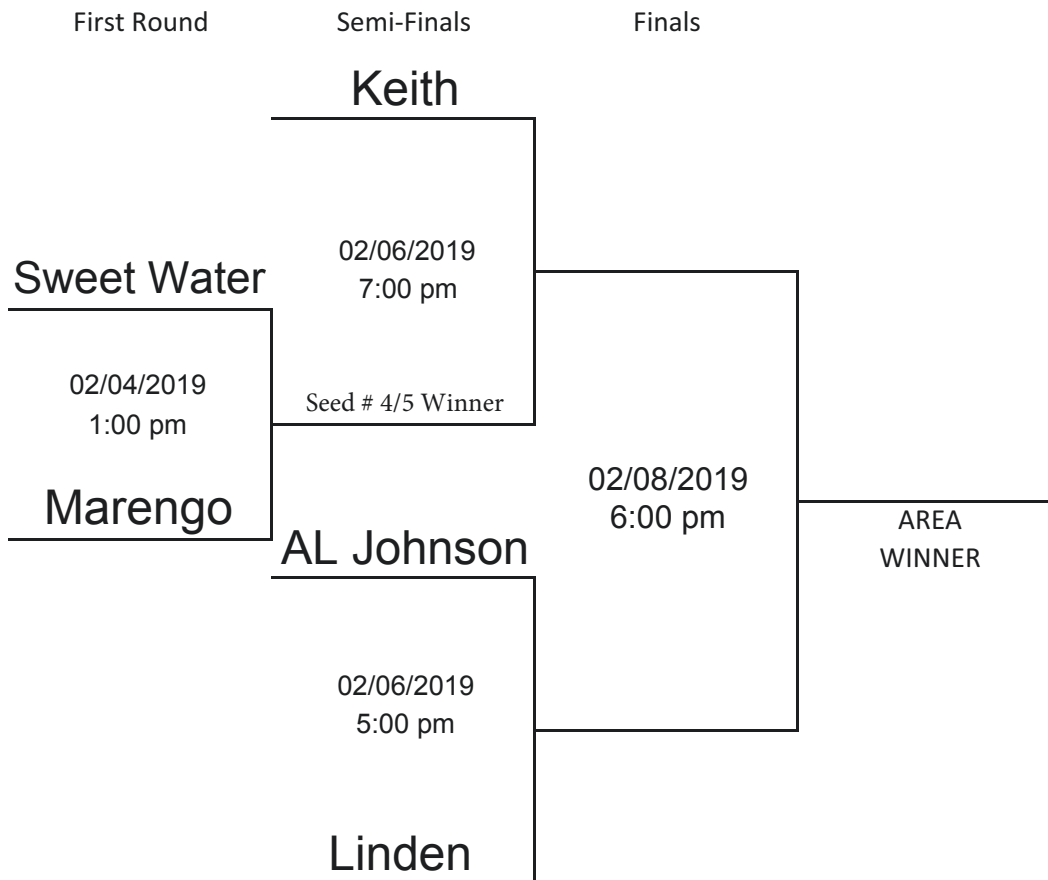 First Round
Semi-Finals
Finals
Keith
02/06/2019
7:00 pm
Sweet Water
02/04/2019
1:00 pm
Seed # 4/5 Winner
Marengo
02/08/2019
6:00 pm
AREA
WINNER
AL Johnson
02/06/2019
5:00 pm
Linden